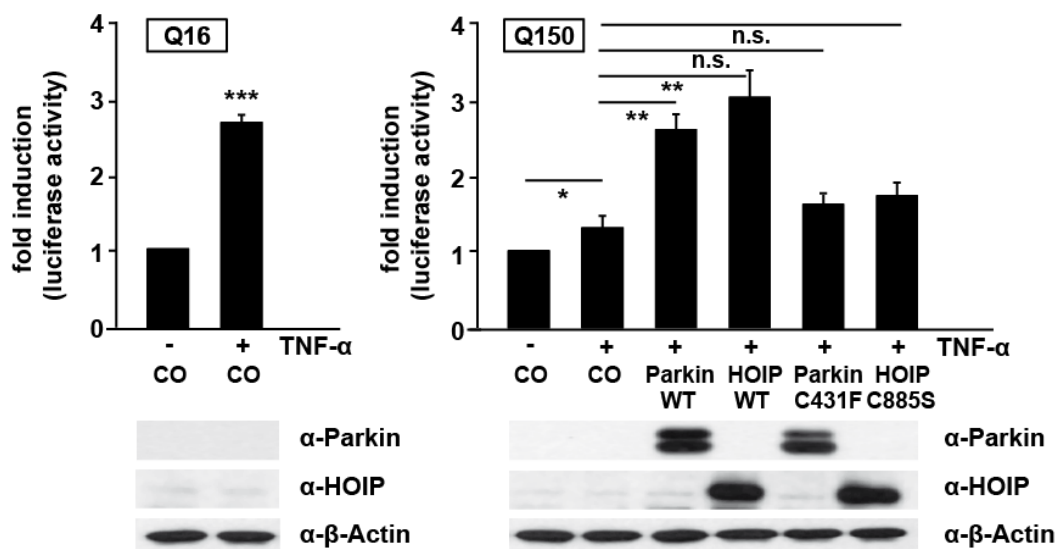 4
3
2
1
0
fold induction
(luciferase activity)
Q16
***
- + TNF-α
CO CO
α-Parkin
α-HOIP
α-β-Actin
4
3
2
1
0
fold induction
(luciferase activity)
Q150
n.s.
n.s.
**
**
*
- + + + + + TNF-α
CO CO Parkin HOIP Parkin HOIP
WT WT C431F C885S
α-Parkin
α-HOIP
α-β-Actin